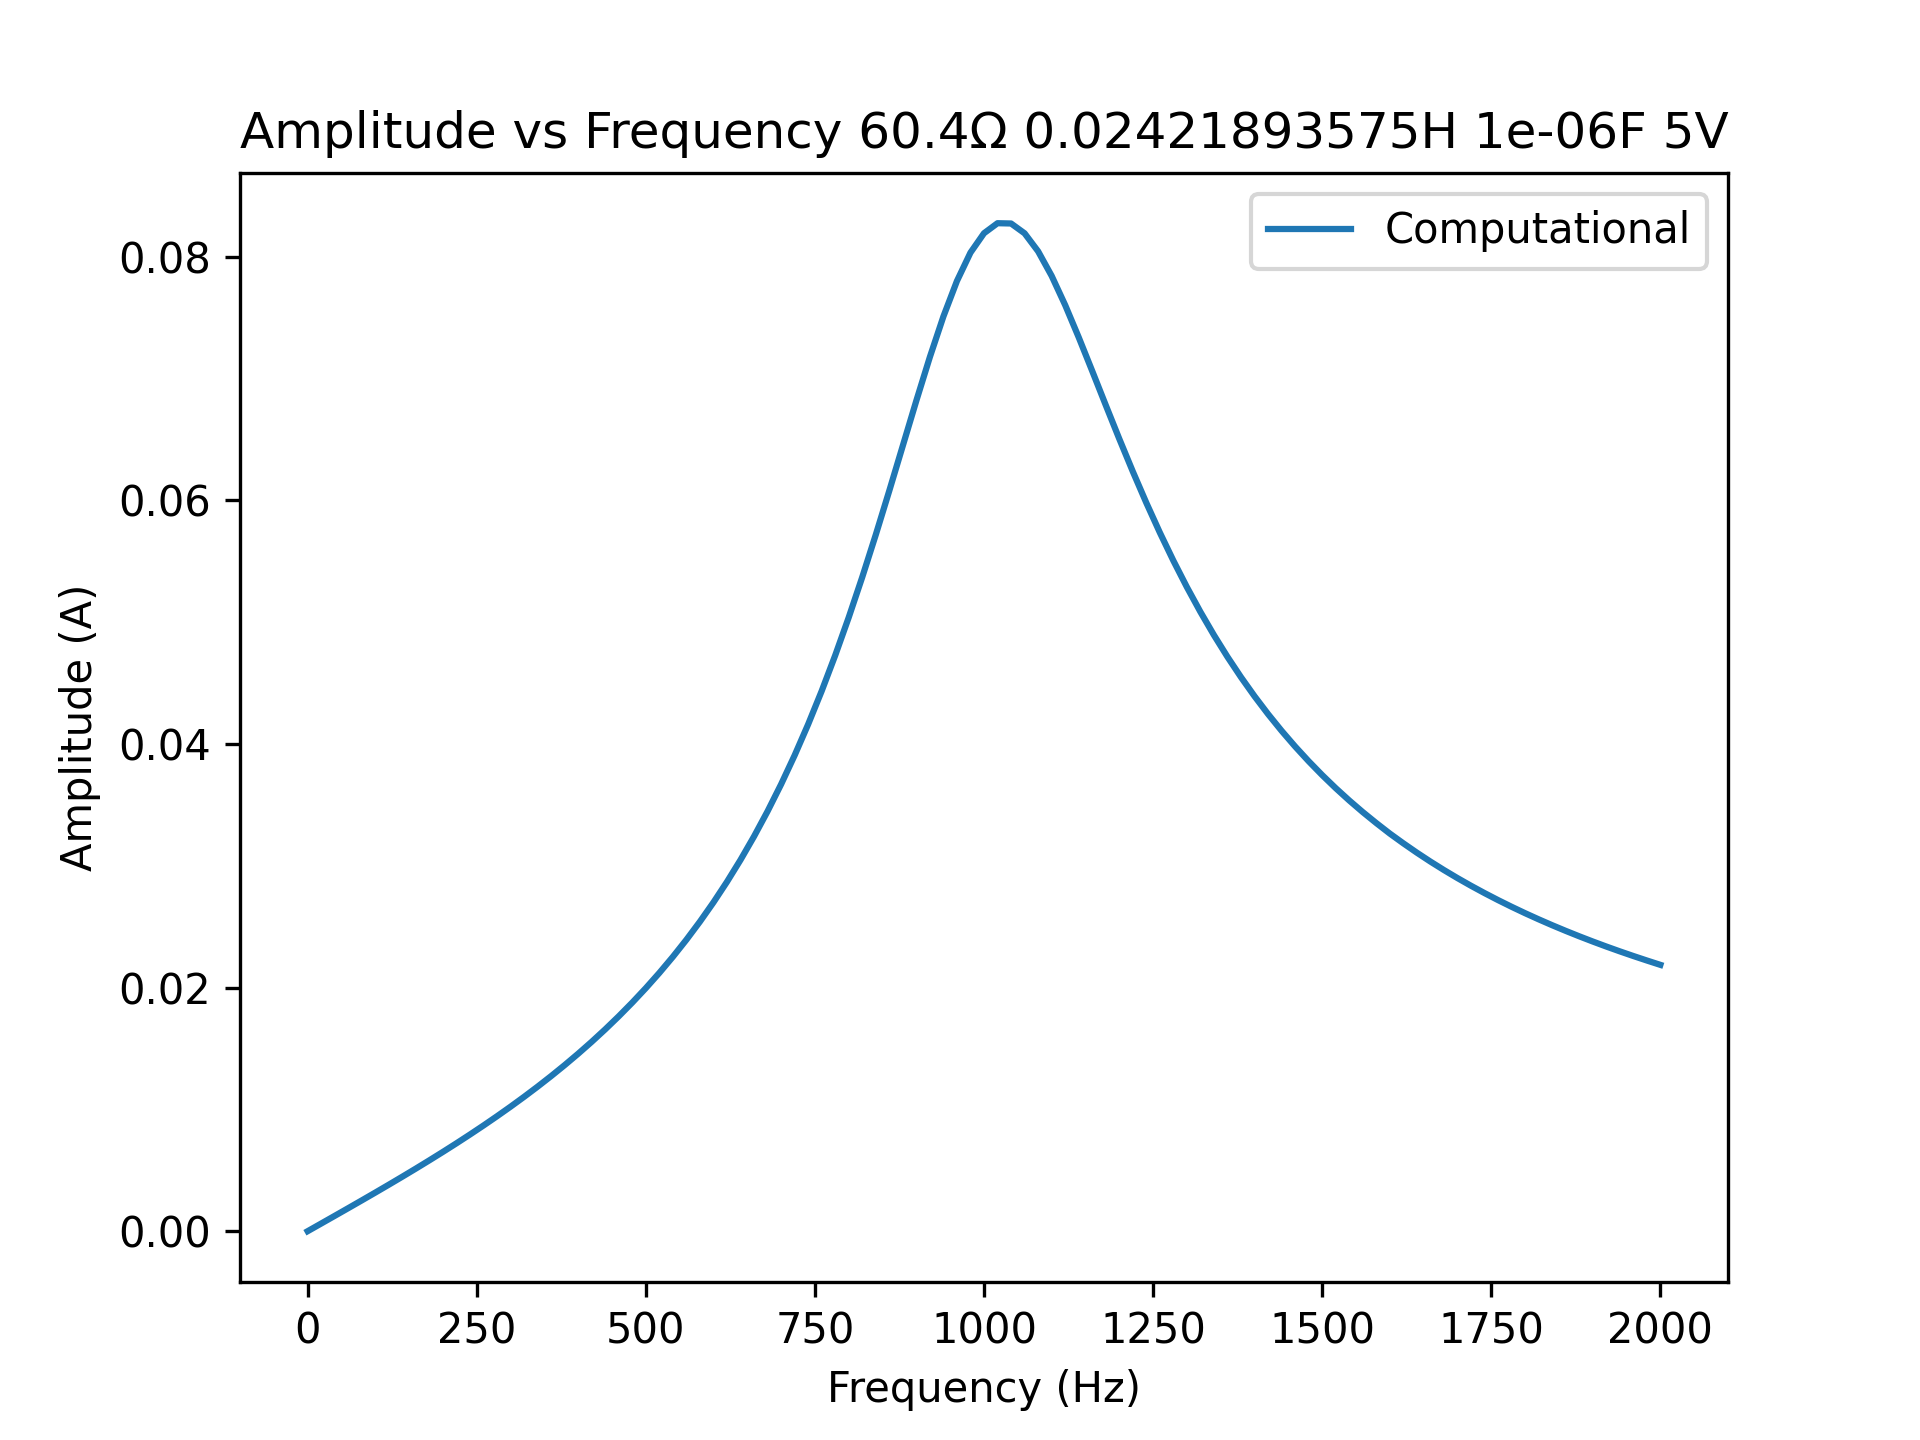 Amplitude vs Frequency 60.4Ω 0.02421893575H 1e-06F 5V
Computational
0.08
0.06
0.04
0.02
0.00
Amplitude (A)
0 250 500 750 1000 1250 1500 1750 2000
Frequency (Hz)